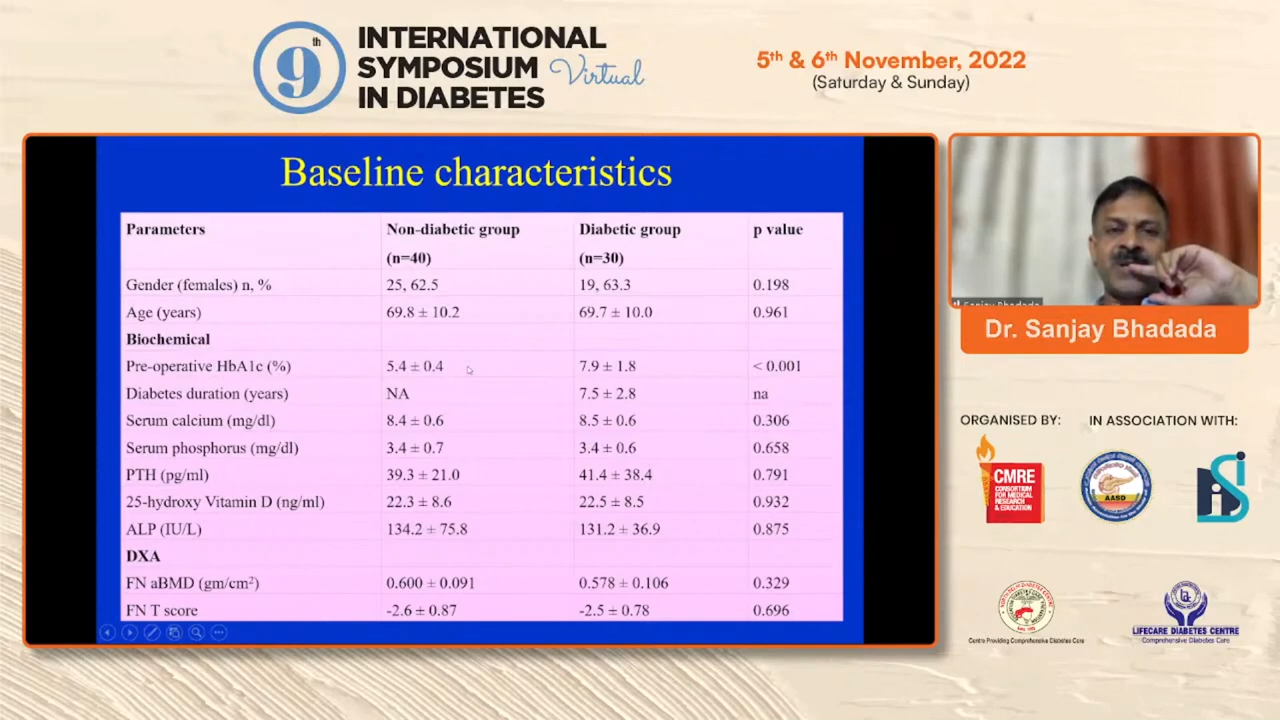 9th
INTERNATIONAL
SYMPOSIUM Virtual
IN DIABETES
5th & 6th November, 2022
(Saturday & Sunday)
Baseline characteristics
Parameters Non-diabetic group (n=40) Diabetic group (n=30) p value
Gender (females) n, % 25, 62.5 19, 63.3 0.198
Age (years) 69.8 ± 10.2 69.7 ± 10.0 0.961
Biochemical
Pre-operative HbA1c (%) 5.4 ± 0.4 7.9 ± 1.8 < 0.001
Diabetes duration (years) NA 7.5 ± 2.8 na
Serum calcium (mg/dl) 8.4 ± 0.6 8.5 ± 0.6 0.306
Serum phosphorus (mg/dl) 3.4 ± 0.7 3.4 ± 0.6 0.658
PTH (pg/ml) 39.3 ± 21.0 41.4 ± 38.4 0.791
25-hydroxy Vitamin D (ng/ml) 22.3 ± 8.6 22.5 ± 8.5 0.932
ALP (IU/L) 134.2 ± 75.8 131.2 ± 36.9 0.875
DXA
FN aBMD (gm/cm²) 0.600 ± 0.091 0.578 ± 0.106 0.329
FN T score -2.6 ± 0.87 -2.5 ± 0.78 0.696
Sanjay Bhadada
Dr. Sanjay Bhadada
ORGANISED BY: IN ASSOCIATION WITH:
CMRE
CONSORTIUM
FOR MEDICAL
RESEARCH
& EDUCATION
AASD
Centre Providing Comprehensive Diabetes Care
LIFECARE DIABETES CENTRE
Comprehensive Diabetes Care